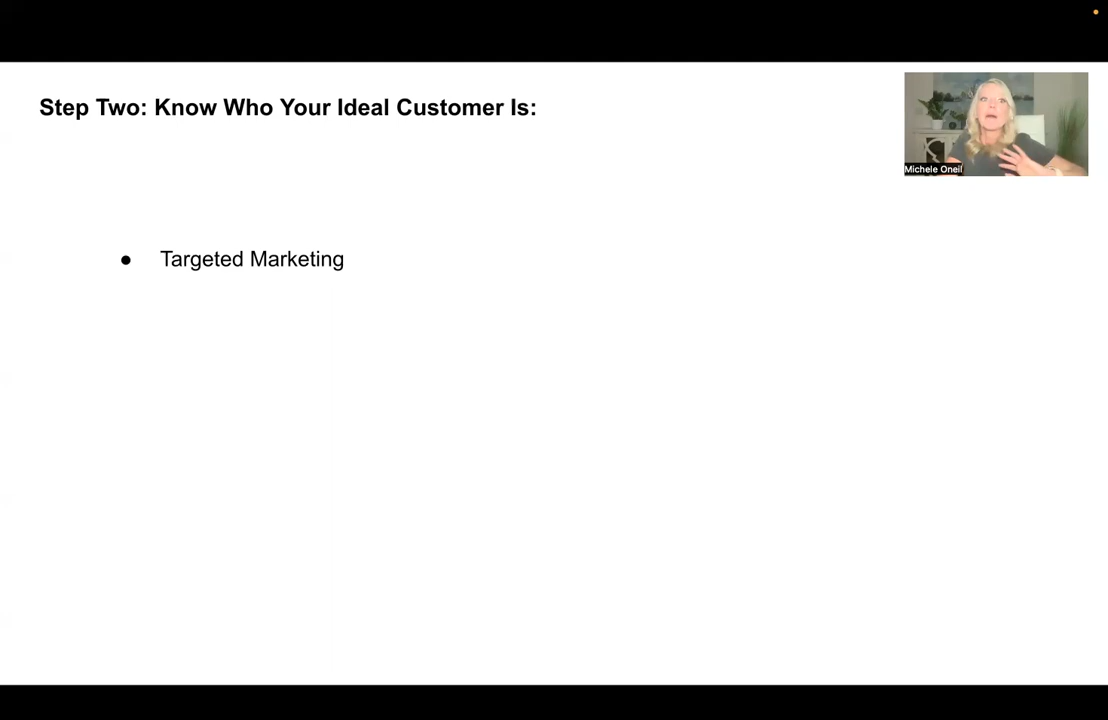 Step Two: Know Who Your Ideal Customer Is:
Michele Oneil
● Targeted Marketing